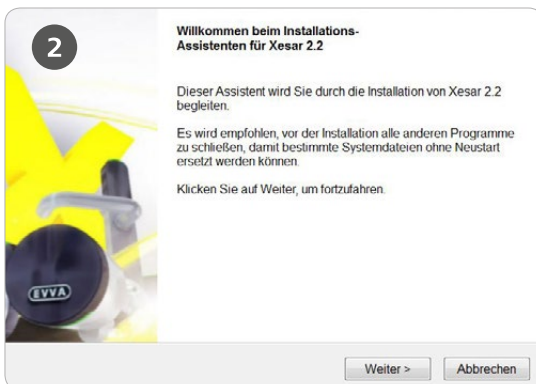 2
Willkommen beim Installations-
Assistenten für Xesar 2.2
Dieser Assistent wird Sie durch die Installation von Xesar 2.2
begleiten.
Es wird empfohlen, vor der Installation alle anderen Programme
zu schließen, damit bestimmte Systemdateien ohne Neustart
ersetzt werden können.
Klicken Sie auf Weiter, um fortzufahren.
EVVA
Weiter >
Abbrechen